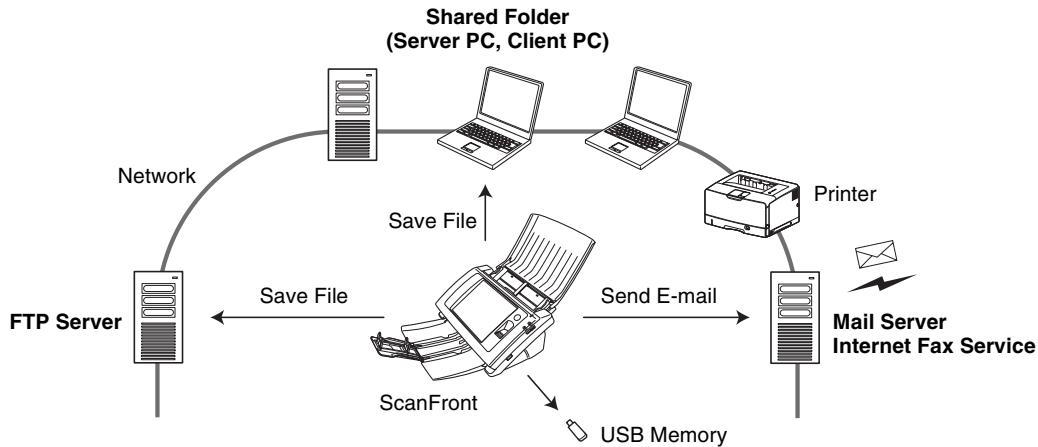 Shared Folder
(Server PC, Client PC)
Network
Printer
Save File
Save File
Send E-mail
FTP Server
Mail Server
Internet Fax Service
ScanFront
USB Memory